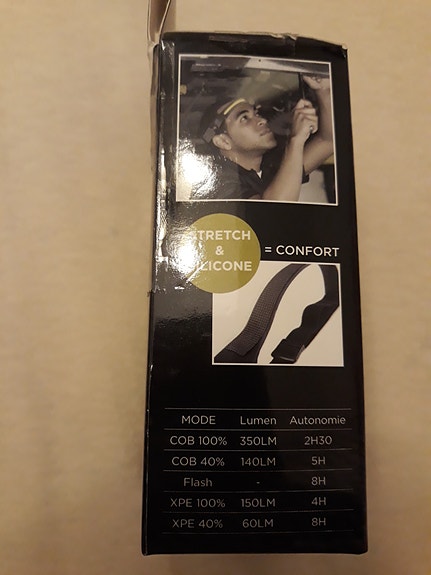 STRETCH
&
SILICONE
= CONFORT
MODE Lumen Autonomie
COB 100% 350LM 2H30
COB 40% 140LM 5H
Flash - 8H
XPE 100% 150LM 4H
XPE 40% 60LM 8H